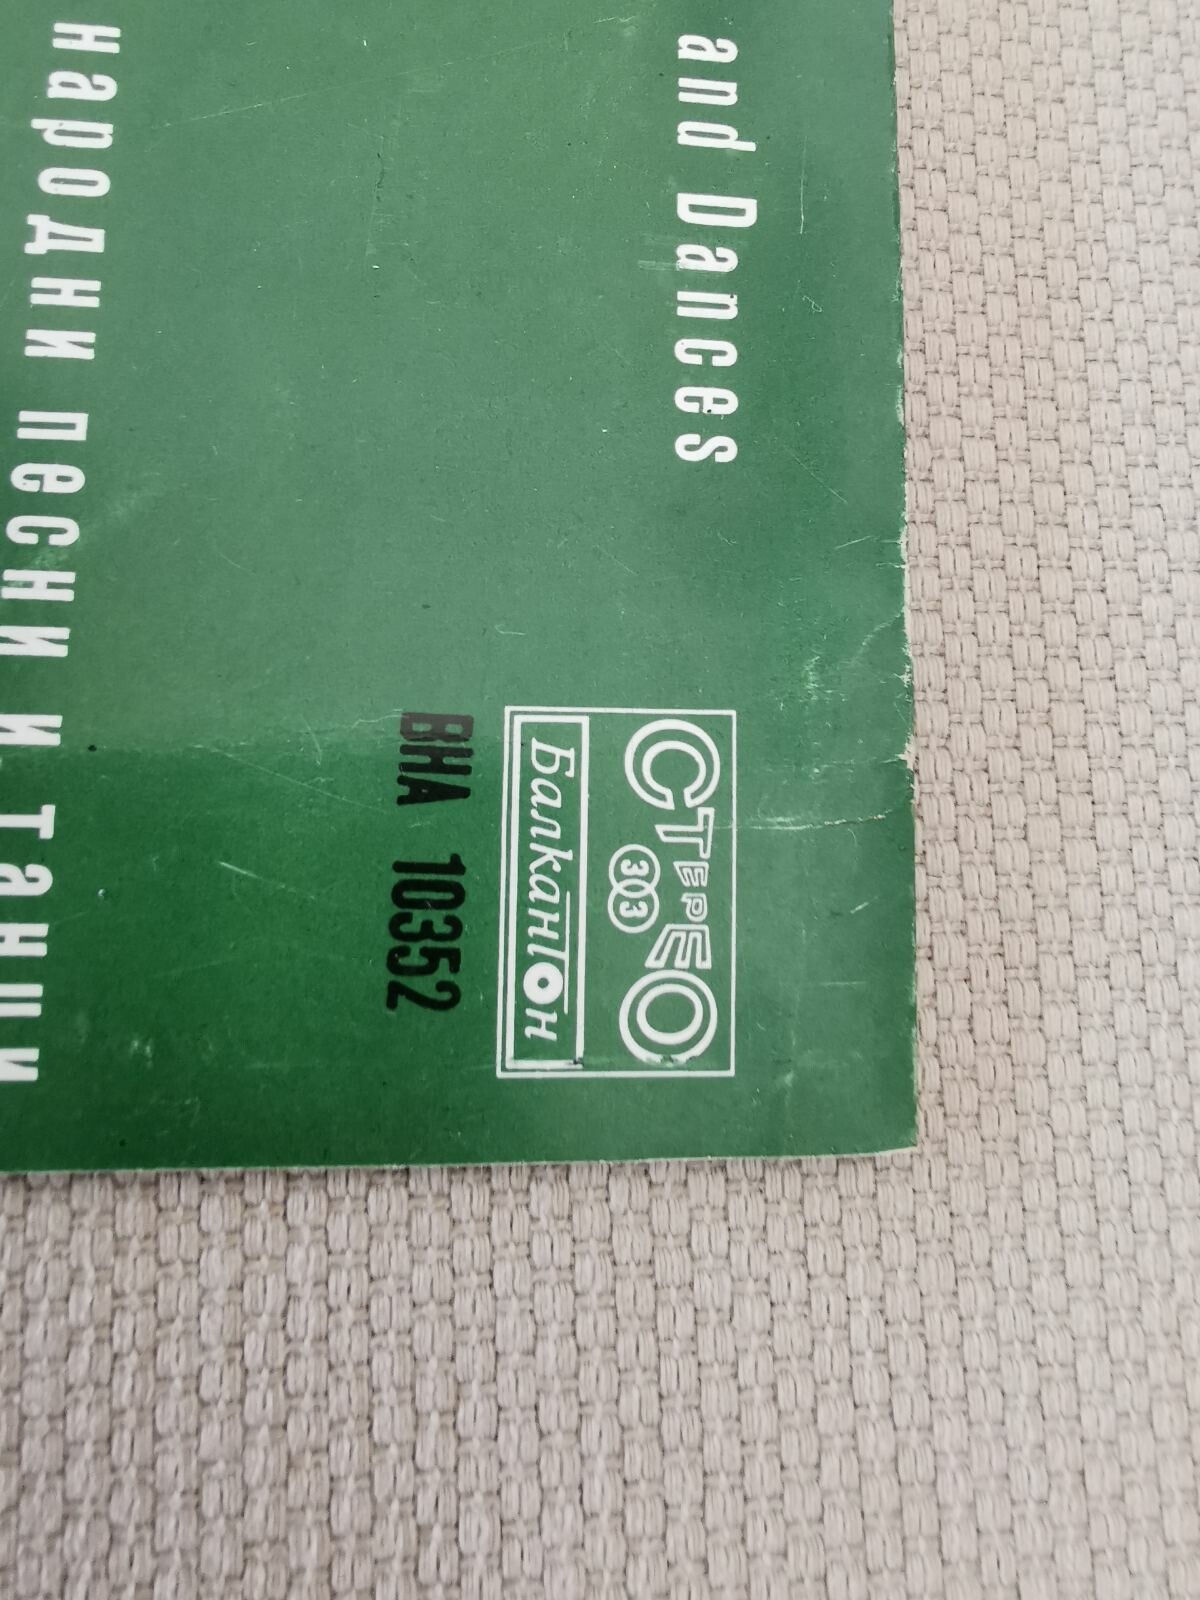 and Dances
СТЕРЕО
303
Балкантон
ВНА 10352
народни песни и танци